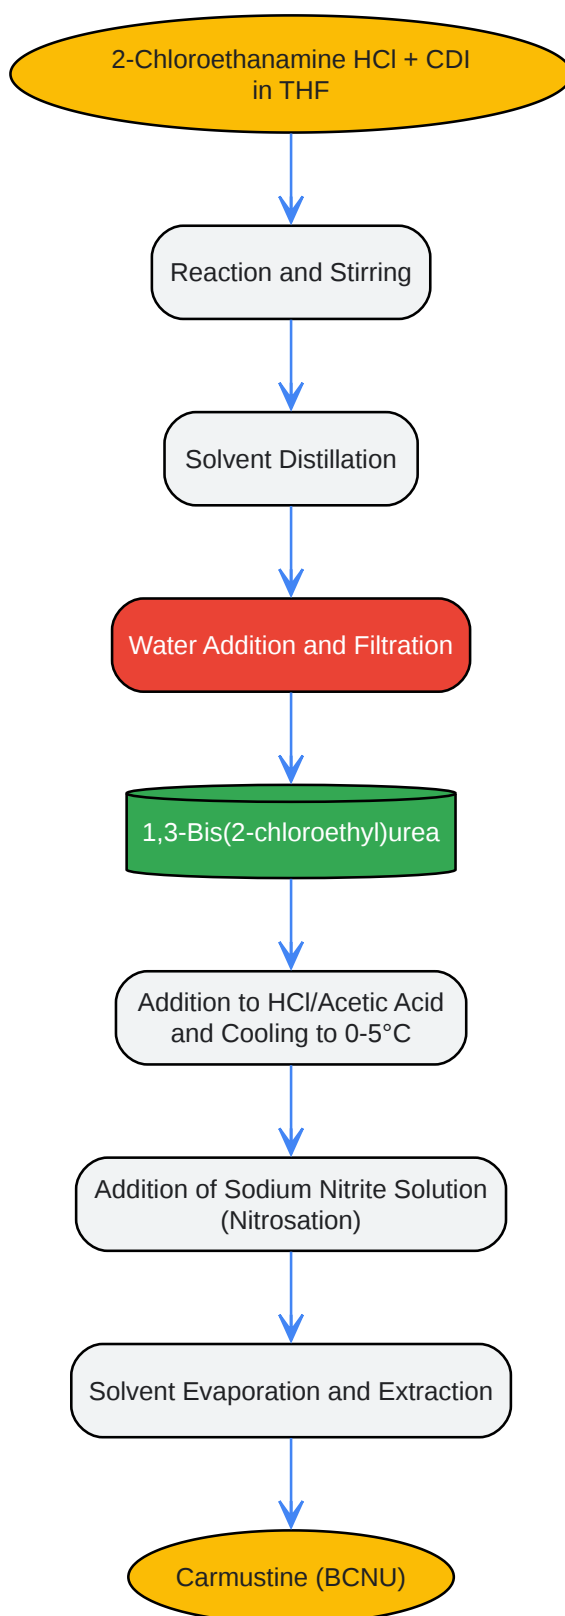 2-Chloroethanamine HCl + CDI
in THF
Reaction and Stirring
Solvent Distillation
Water Addition and Filtration
1,3-Bis(2-chloroethyl)urea
Addition to HCl/Acetic Acid
and Cooling to 0-5°C
Addition of Sodium Nitrite Solution
(Nitrosation)
Solvent Evaporation and Extraction
Carmustine (BCNU)